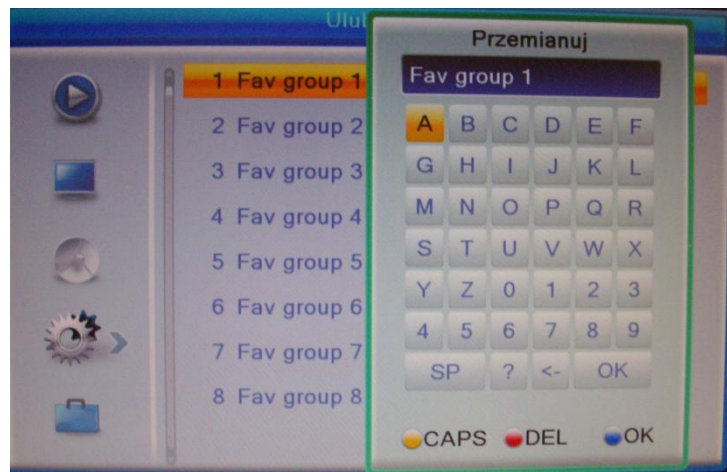 Ulul
1 Fav group 1
2 Fav group 2
3 Fav group 3
4 Fav group 4
5 Fav group 5
6 Fav group 6
7 Fav group 7
8 Fav group 8
Przemianuj
Fav group 1
A B C D E F
G H I J K L
M N O P Q R
S T U V W X
Y Z 0 1 2 3
4 5 6 7 8 9
SP ? <- OK
CAPS DEL OK